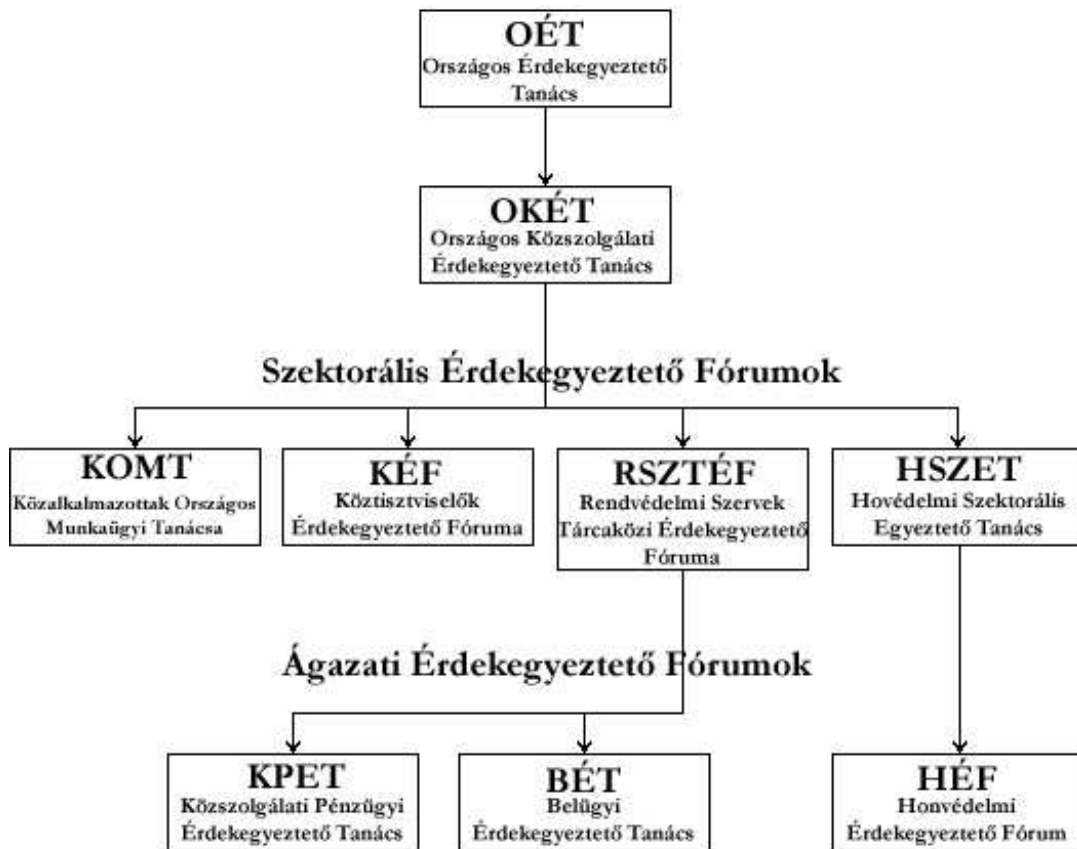 OÉT
Országos Érdekegyeztető
Tanács
OKÉT
Országos Közszolgálati
Érdekegyeztető Tanács
Szektorális Érdekegyeztető Fórumok
KOMT
Közalkalmazottak Országos
Munkaügyi Tanácsa
KÉF
Köztisztviselők
Érdekegyeztető Fóruma
RSZTÉF
Rendvédelmi Szervek
Tárcaközi Érdekegyeztető
Fóruma
HSZET
Hovédelmi Szektorális
Egyeztető Tanács
Ágazati Érdekegyeztető Fórumok
KPET
Közszolgálati Pénzügyi
Érdekegyeztető Tanács
BÉT
Belügyi
Érdekegyeztető Tanács
HÉF
Honvédelmi
Érdekegyeztető Fórum